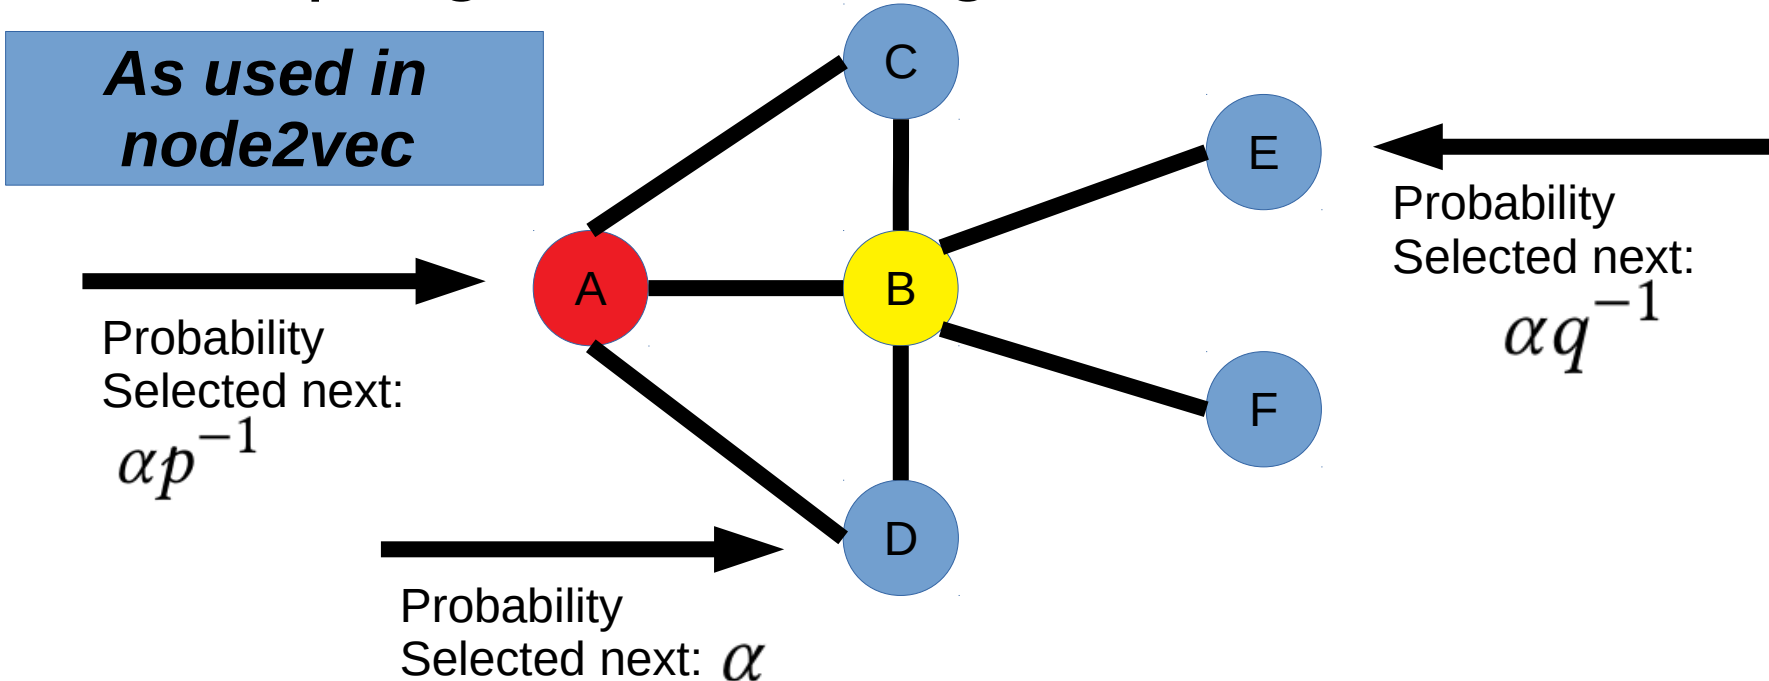 As used in
node2vec
C
E
A
B
F
D
Probability
Selected next:
αp⁻¹
Probability
Selected next:
αq⁻¹
Probability
Selected next: α